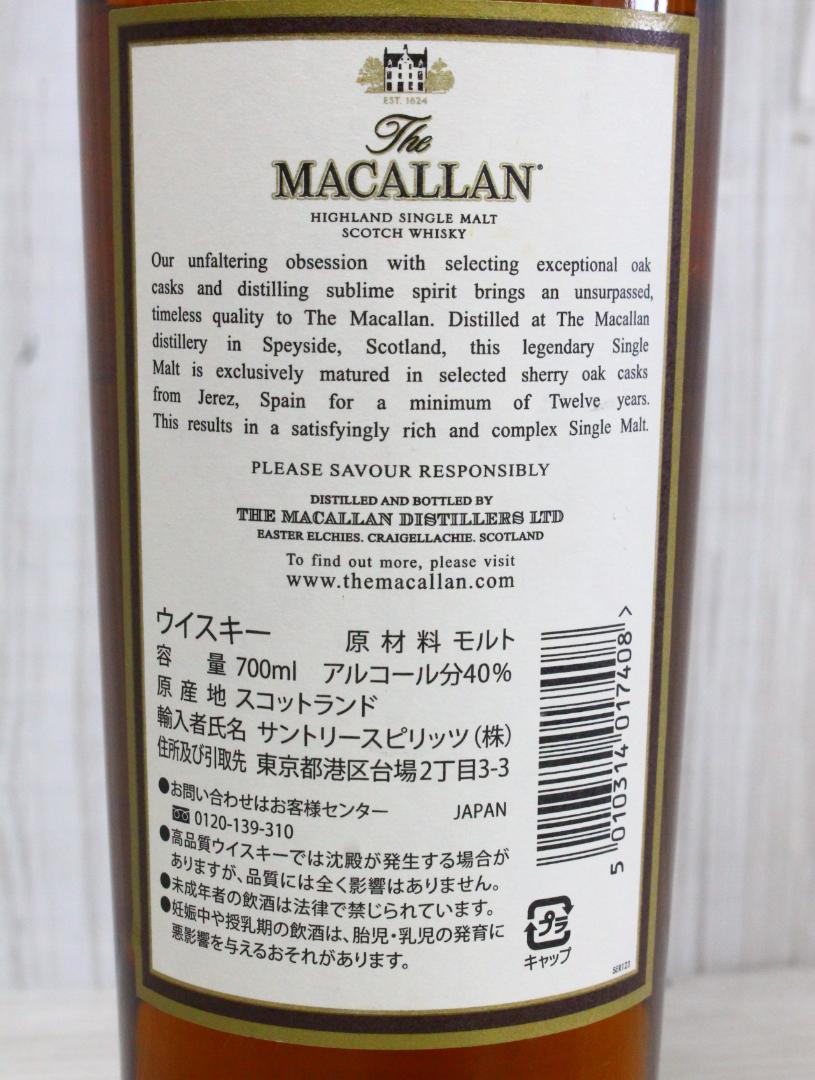 EST. 1824
The
MACALLAN
HIGHLAND SINGLE MALT
SCOTCH WHISKY
Our unfaltering obsession with selecting exceptional oak
casks and distilling sublime spirit brings an unsurpassed,
timeless quality to The Macallan. Distilled at The Macallan
distillery in Speyside, Scotland, this legendary Single
Malt is exclusively matured in selected sherry oak casks
from Jerez, Spain for a minimum of Twelve years.
This results in a satisfyingly rich and complex Single Malt.
PLEASE SAVOUR RESPONSIBLY
DISTILLED AND BOTTLED BY
THE MACALLAN DISTILLERS LTD
EASTER ELCHIES. CRAIGELLACHIE. SCOTLAND
To find out more, please visit
www.themacallan.com
ウイスキー 原材料 モルト
容量 700ml アルコール分40%
原産地 スコットランド
輸入者氏名 サントリースピリッツ(株)
住所及び引取先 東京都港区台場2丁目3-3
●お問い合わせはお客様センター JAPAN
0120-139-310
●高品質ウイスキーでは沈殿が発生する場合が
ありますが、品質には全く影響はありません。
●未成年者の飲酒は法律で禁じられています。
●妊娠中や授乳期の飲酒は、胎児・乳児の発育に
悪影響を与えるおそれがあります。
5 010314 017408 >
プラ
キャップ